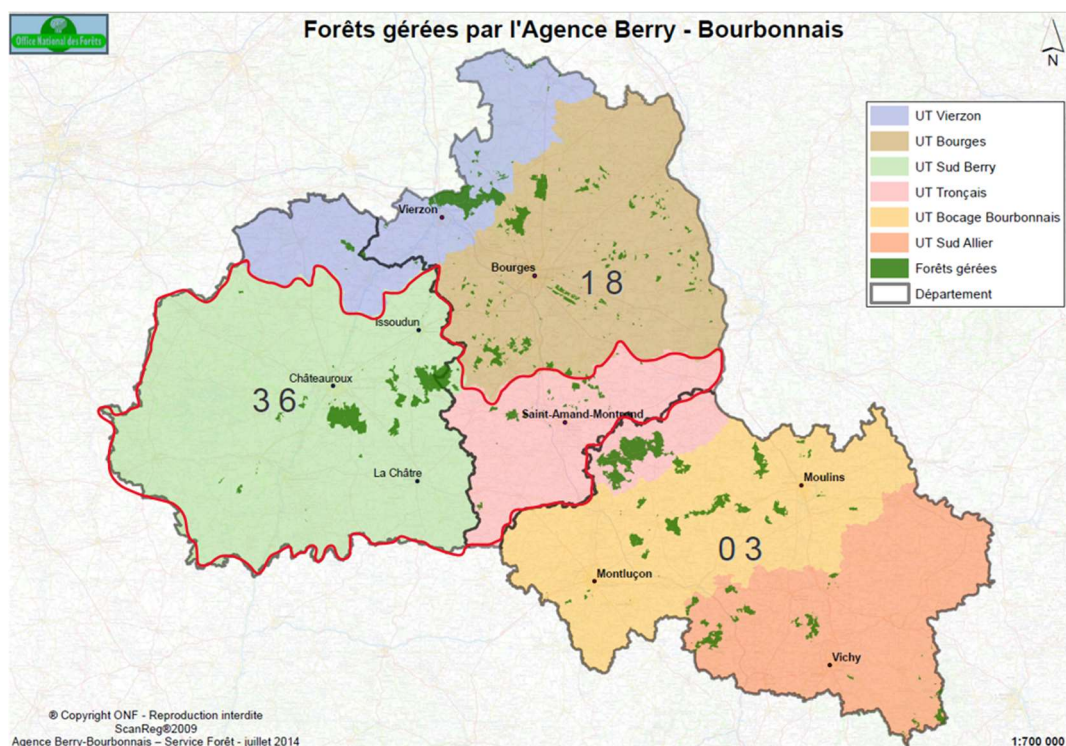 Office National des Forêts
Forêts gérées par l'Agence Berry - Bourbonnais
N
UT Vierzon
UT Bourges
UT Sud Berry
UT Tronçais
UT Bocage Bourbonnais
UT Sud Allier
Forêts gérées
Département
Vierzon
Bourges
18
Issoudun
Châteauroux
36
Saint-Amand-Montrond
La Châtre
Moulins
03
Montluçon
Vichy
® Copyright ONF - Reproduction interdite
ScanReg®2009
Agence Berry-Bourbonnais – Service Forêt - juillet 2014
1:700 000